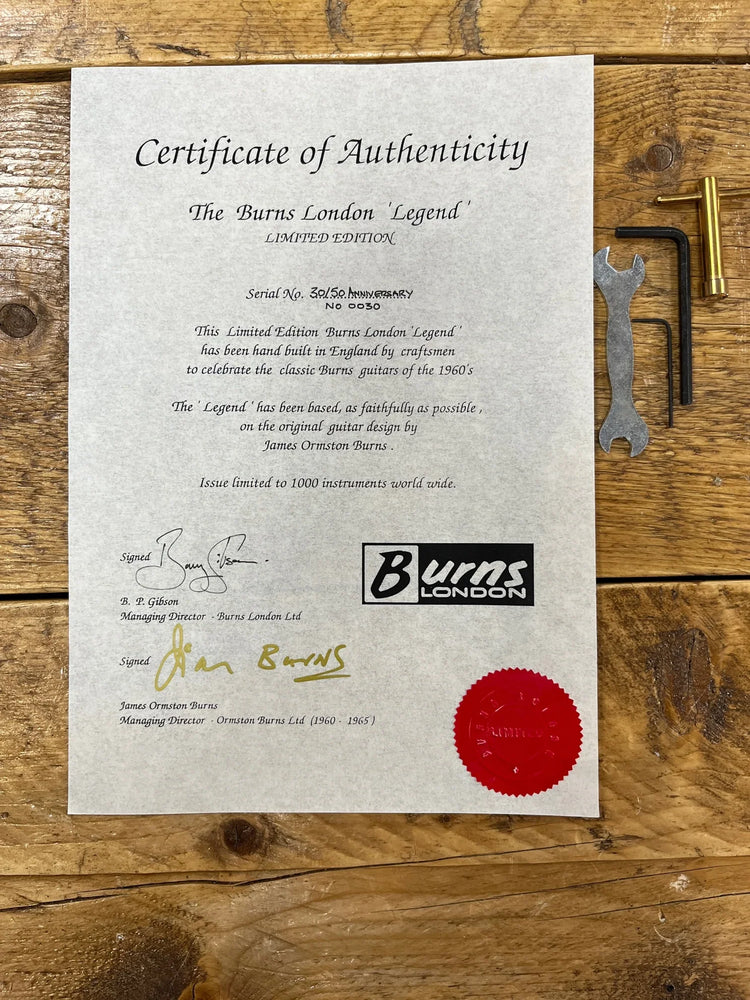 Certificate of Authenticity
The Burns London 'Legend'
LIMITED EDITION
Serial No. 30/50 ANNIVERSARY
NO 0030
This Limited Edition Burns London 'Legend'
has been hand built in England by craftsmen
to celebrate the classic Burns guitars of the 1960's
The 'Legend' has been based, as faithfully as possible,
on the original guitar design by
James Ormston Burns.
Issue limited to 1000 instruments world wide.
Signed Barry Gibson.
B. P. Gibson
Managing Director - Burns London Ltd
Burns
LONDON
Signed Jim BURNS
James Ormston Burns
Managing Director - Ormston Burns Ltd (1960 - 1965)
LIMITED